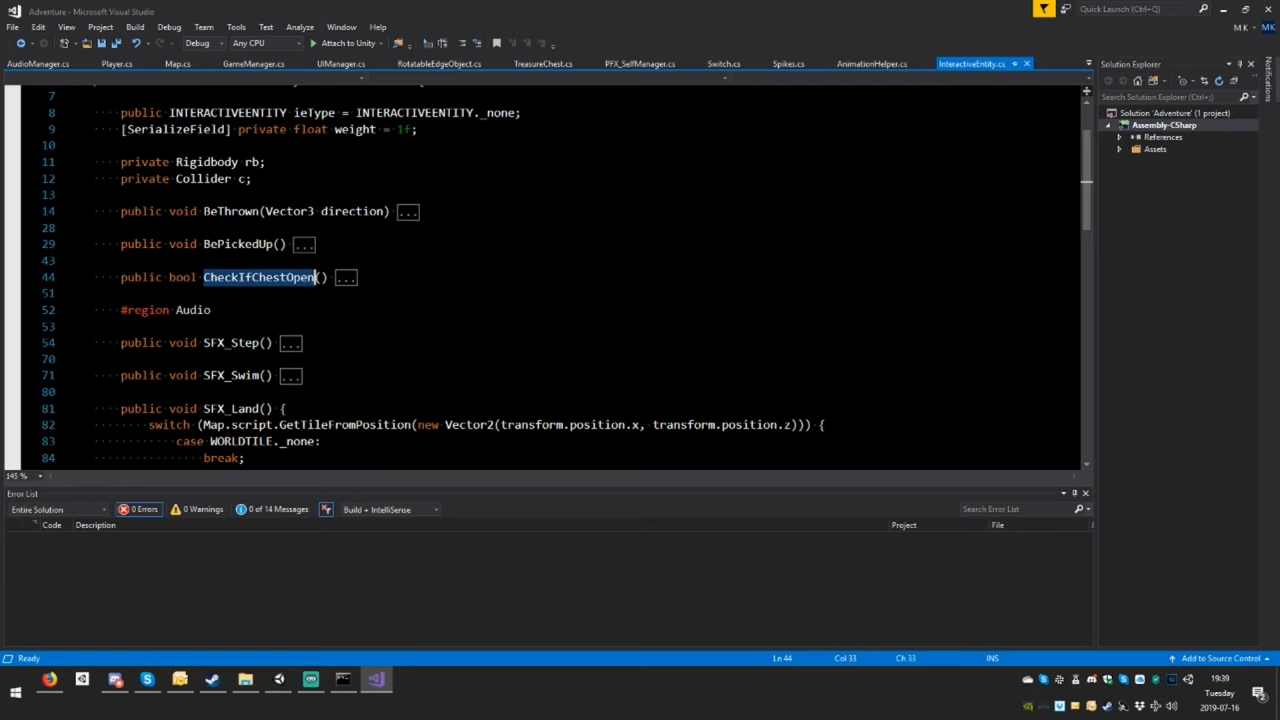 Adventure - Microsoft Visual Studio
Quick Launch (Ctrl+Q)
File Edit View Project Build Debug Team Tools Test Analyze Window Help
M K
MK
Debug Any CPU Attach to Unity
AudioManager.cs Player.cs Map.cs GameManager.cs UIManager.cs RotatableEdgeObject.cs TreasureChest.cs PFX_SelfManager.cs Switch.cs Spikes.cs AnimationHelper.cs InteractiveEntity.cs
Solution Explorer
Notifications
Search Solution Explorer (Ctrl+;)
Solution 'Adventure' (1 project)
Assembly-CSharp
References
Assets
7
8 public INTERACTIVEENTITY ieType = INTERACTIVEENTITY._none;
9 [SerializeField] private float weight = 1f;
10
11 private Rigidbody rb;
12 private Collider c;
13
14 public void BeThrown(Vector3 direction) ...
28
29 public void BePickedUp() ...
43
44 public bool CheckIfChestOpen() ...
51
52 #region Audio
53
54 public void SFX_Step() ...
70
71 public void SFX_Swim() ...
80
81 public void SFX_Land() {
82 switch (Map.script.GetTileFromPosition(new Vector2(transform.position.x, transform.position.z))) {
83 case WORLDTILE._none:
84 break;
145 %
Error List
Entire Solution 0 Errors 0 Warnings 0 of 14 Messages Build + IntelliSense
Search Error List
Code Description Project File
Ready Ln 44 Col 33 Ch 33 INS Add to Source Control
19:39
Tuesday
2019-07-16
2